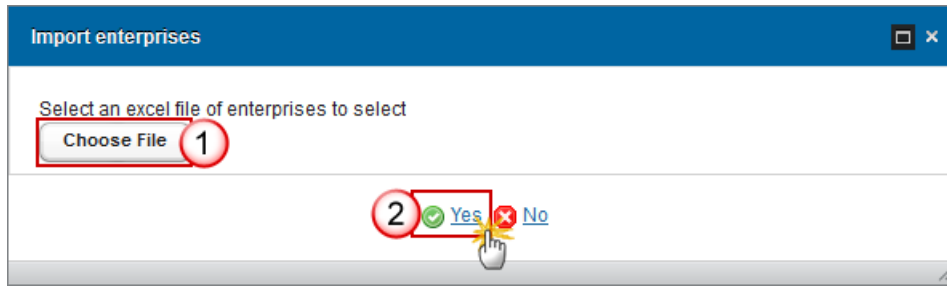 Import enterprises
Select an excel file of enterprises to select
Choose File 1
2 Yes No